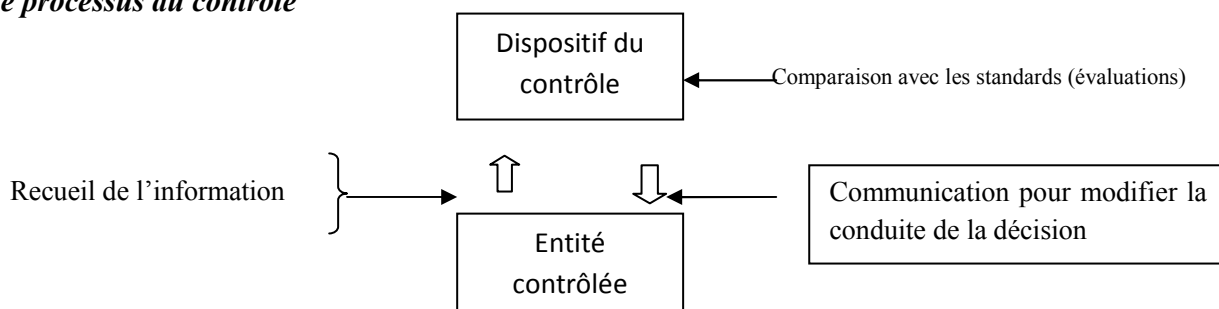 e processus du contrôle
Dispositif du
contrôle
Comparaison avec les standards (évaluations)
Recueil de l’information
Communication pour modifier la
conduite de la décision
Entité
contrôlée